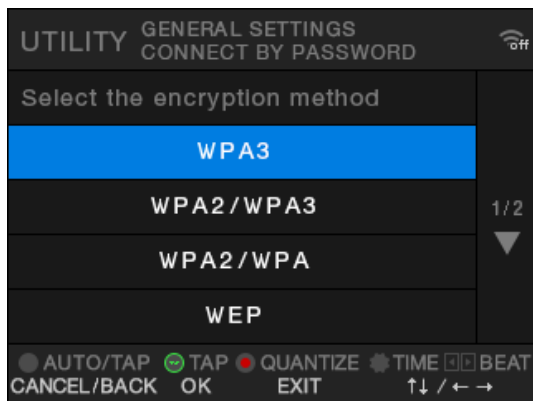 UTILITY GENERAL SETTINGS
CONNECT BY PASSWORD
off
Select the encryption method
WPA3
WPA2/WPA3
1/2
WPA2/WPA
WEP
AUTO/TAP TAP QUANTIZE TIME BEAT
CANCEL/BACK OK EXIT ↑↓/←→